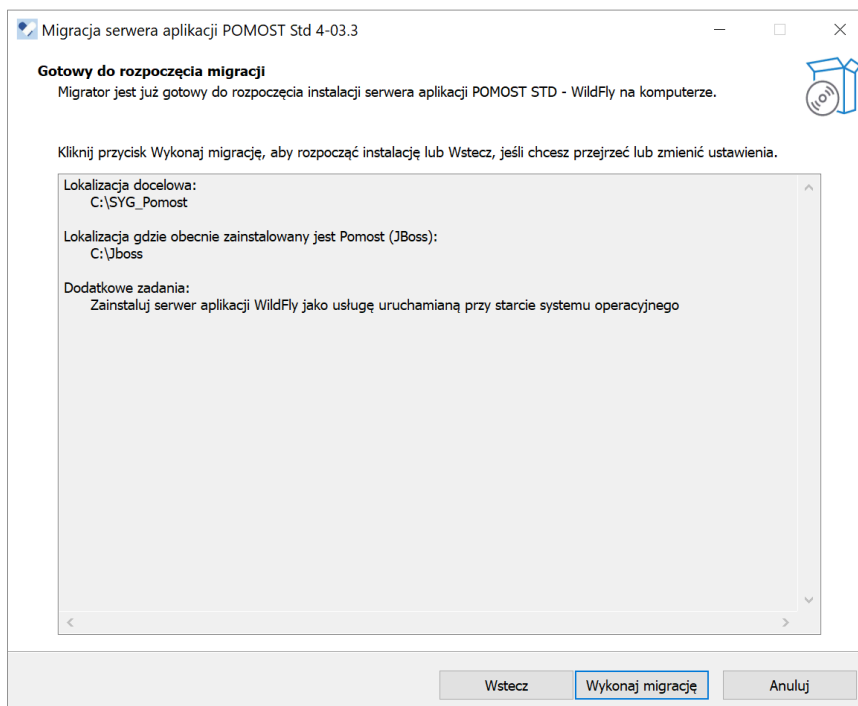 Migracja serwera aplikacji POMOST Std 4-03.3
Gotowy do rozpoczęcia migracji
Migrator jest już gotowy do rozpoczęcia instalacji serwera aplikacji POMOST STD - WildFly na komputerze.
Kliknij przycisk Wykonaj migrację, aby rozpocząć instalację lub Wstecz, jeśli chcesz przejrzeć lub zmienić ustawienia.
Lokalizacja docelowa:
C:\SYG_Pomost
Lokalizacja gdzie obecnie zainstalowany jest Pomost (JBoss):
C:\Jboss
Dodatkowe zadania:
Zainstaluj serwer aplikacji WildFly jako usługę uruchamianą przy starcie systemu operacyjnego
Wstecz Wykonaj migrację Anuluj